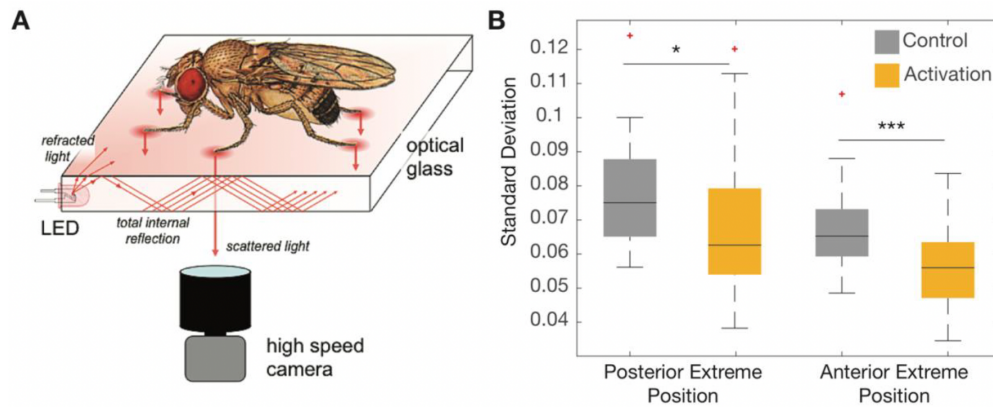 A
refracted
light
LED
total internal
reflection
scattered light
optical
glass
high speed
camera
B
Standard Deviation
0.12
0.11
0.1
0.09
0.08
0.07
0.06
0.05
0.04
*
***
Control
Activation
Posterior Extreme
Position
Anterior Extreme
Position